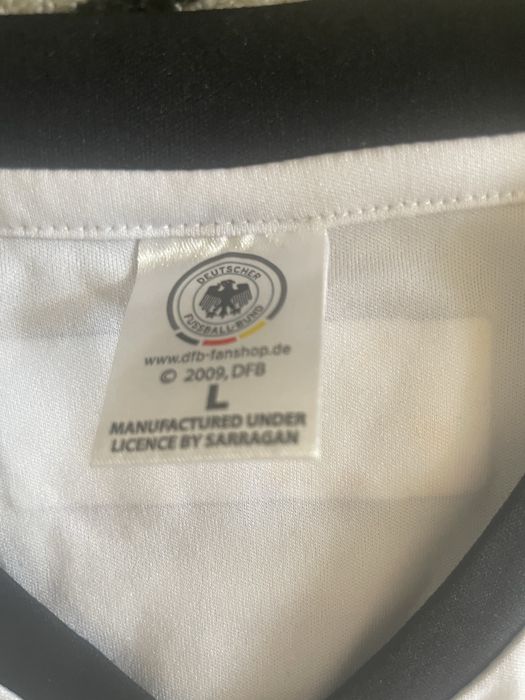 DEUTSCHER
FUSSBALL-BUND
www.dfb-fanshop.de
© 2009, DFB
L
MANUFACTURED UNDER
LICENCE BY SARRAGAN